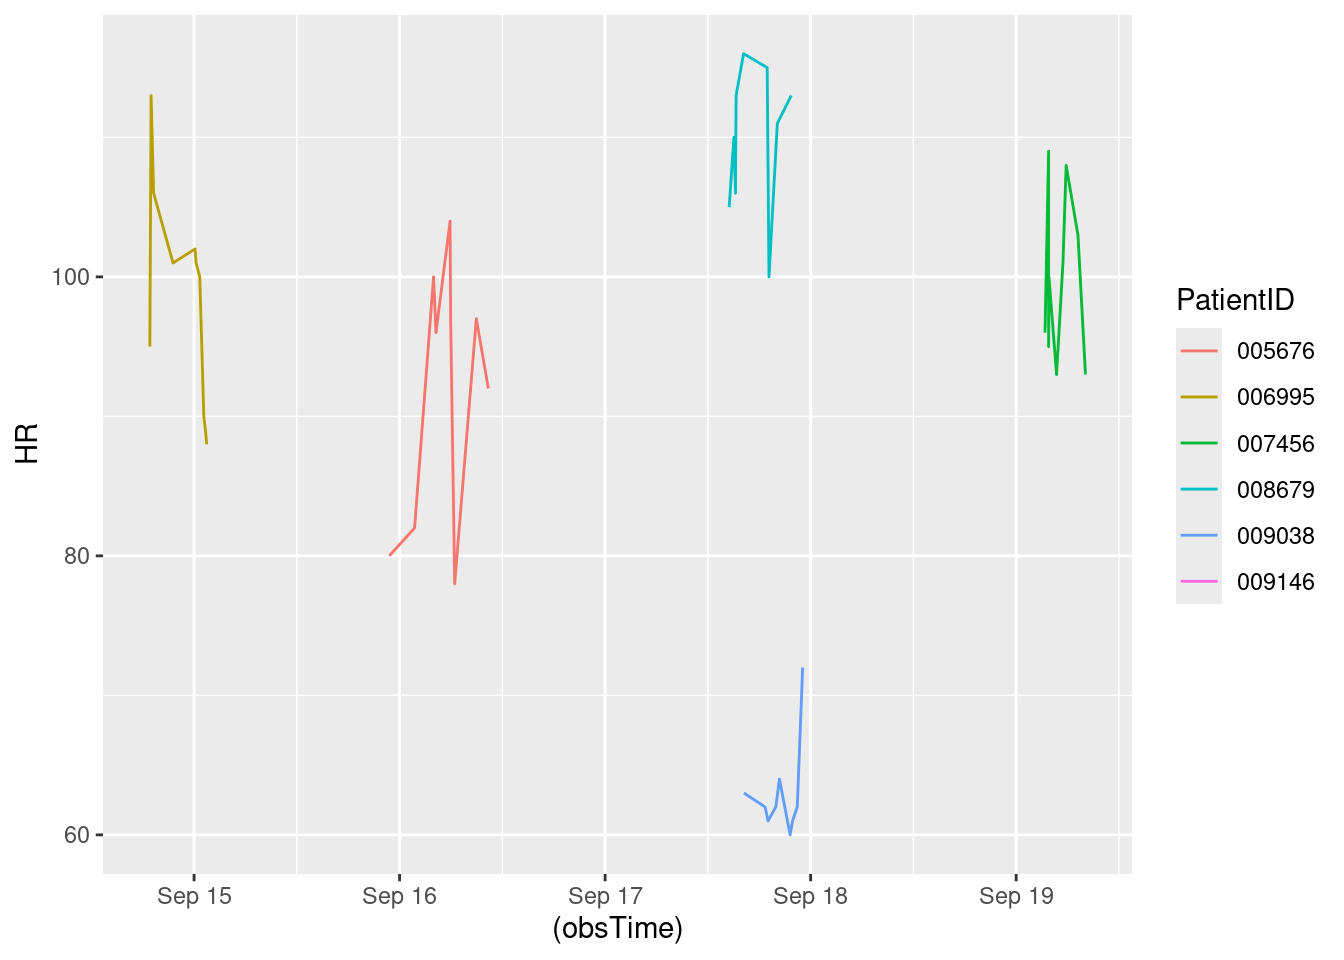 100
80
60
HR
Sep 15
Sep 16
Sep 17
Sep 18
Sep 19
(obsTime)
PatientID
005676
006995
007456
008679
009038
009146